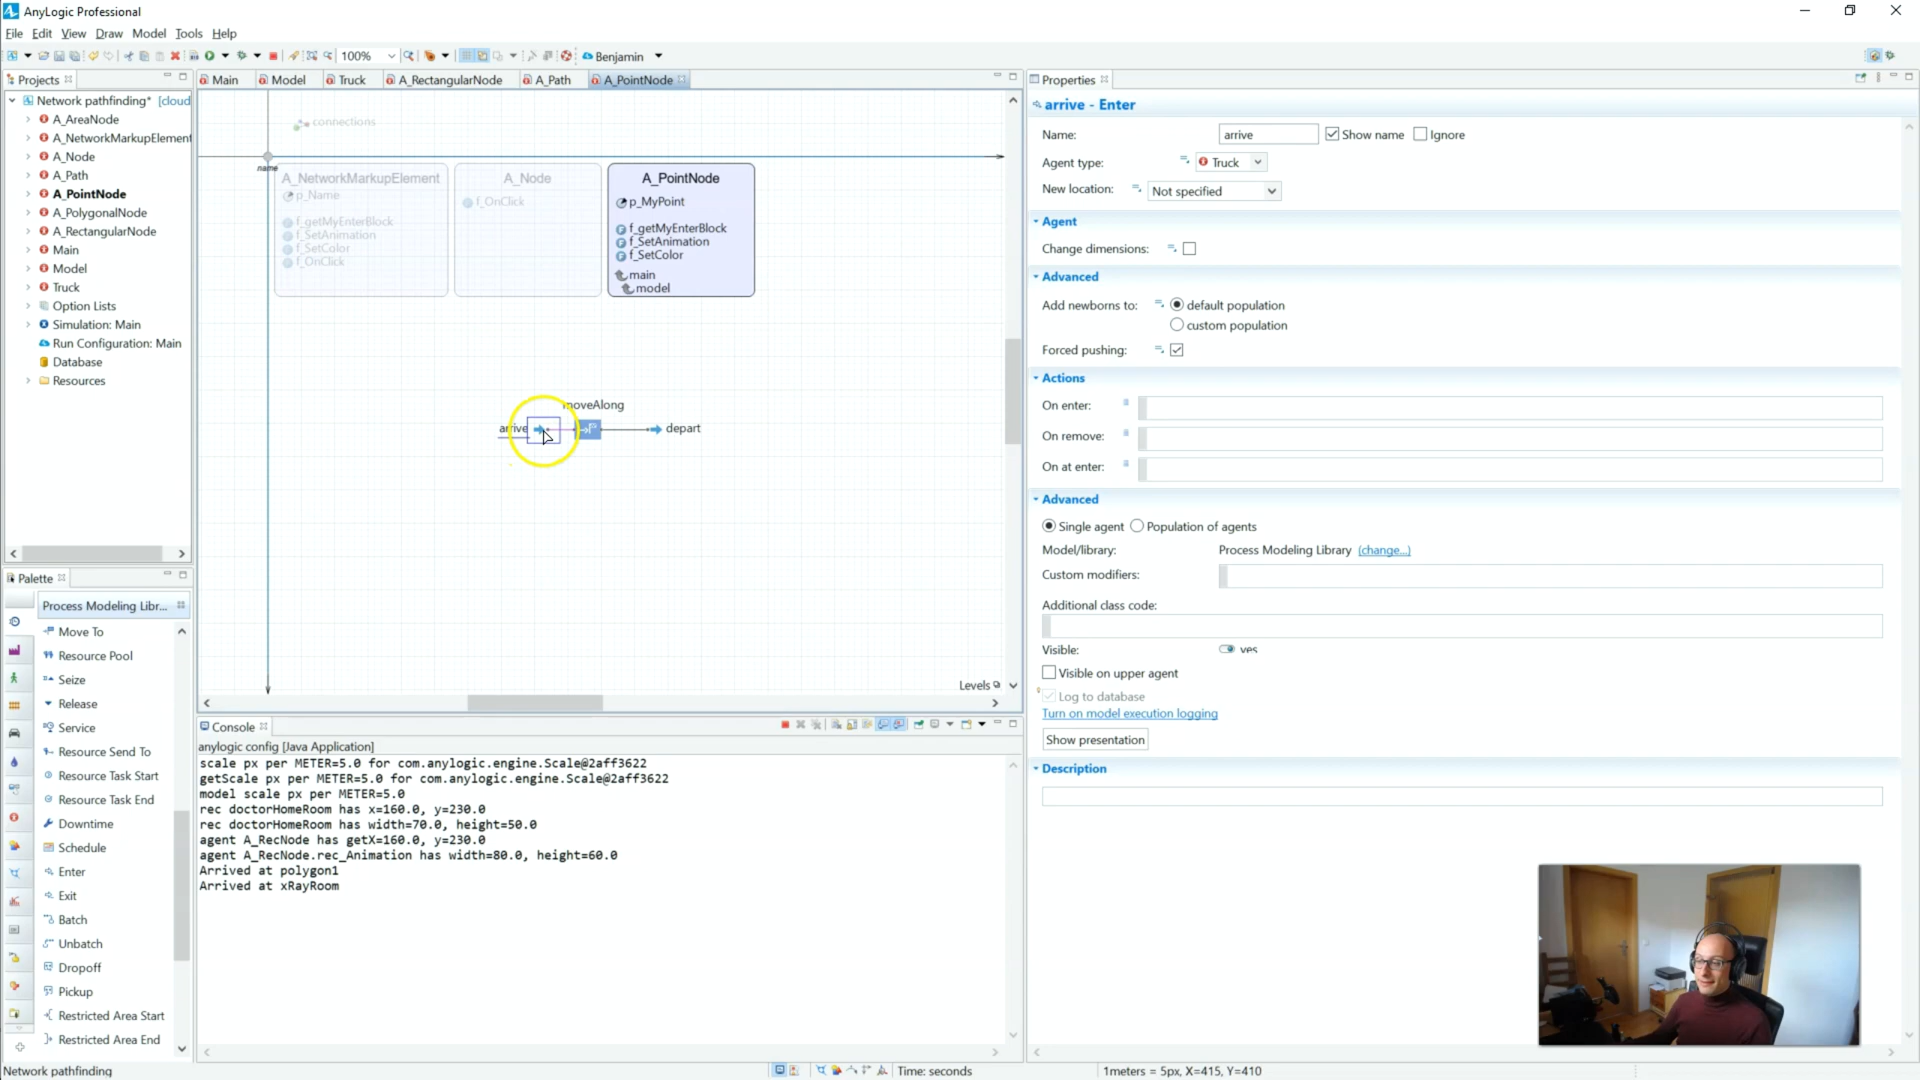 AnyLogic Professional
File Edit View Draw Model Tools Help
100% Benjamin
Projects
Network pathfinding* [cloud
A_AreaNode
A_NetworkMarkupElement
A_Node
A_Path
A_PointNode
A_PolygonalNode
A_RectangularNode
Main
Model
Truck
Option Lists
Simulation: Main
Run Configuration: Main
Database
Resources
Palette
Process Modeling Libr...
Move To
Resource Pool
Seize
Release
Service
Resource Send To
Resource Task Start
Resource Task End
Downtime
Schedule
Enter
Exit
Batch
Unbatch
Dropoff
Pickup
Restricted Area Start
Restricted Area End
Main Model Truck A_RectangularNode A_Path A_PointNode
connections
name
A_NetworkMarkupElement
p_Name
f_getMyEnterBlock
f_SetAnimation
f_SetColor
f_OnClick
A_Node
f_OnClick
A_PointNode
p_MyPoint
f_getMyEnterBlock
f_SetAnimation
f_SetColor
main
model
moveAlong
arrive
depart
Levels
Console
anylogic config [Java Application]
scale px per METER=5.0 for com.anylogic.engine.Scale@2aff3622
getScale px per METER=5.0 for com.anylogic.engine.Scale@2aff3622
model scale px per METER=5.0
rec doctorHomeRoom has x=160.0, y=230.0
rec doctorHomeRoom has width=70.0, height=50.0
agent A_RecNode has getX=160.0, y=230.0
agent A_RecNode.rec_Animation has width=80.0, height=60.0
Arrived at polygon1
Arrived at xRayRoom
Properties
arrive - Enter
Name: arrive Show name Ignore
Agent type: Truck
New location: Not specified
Agent
Change dimensions:
Advanced
Add newborns to: default population
custom population
Forced pushing:
Actions
On enter:
On remove:
On at enter:
Advanced
Single agent Population of agents
Model/library: Process Modeling Library (change...)
Custom modifiers:
Additional class code:
Visible: yes
Visible on upper agent
Log to database
Turn on model execution logging
Show presentation
Description
Network pathfinding
Time: seconds
1meters = 5px, X=415, Y=410